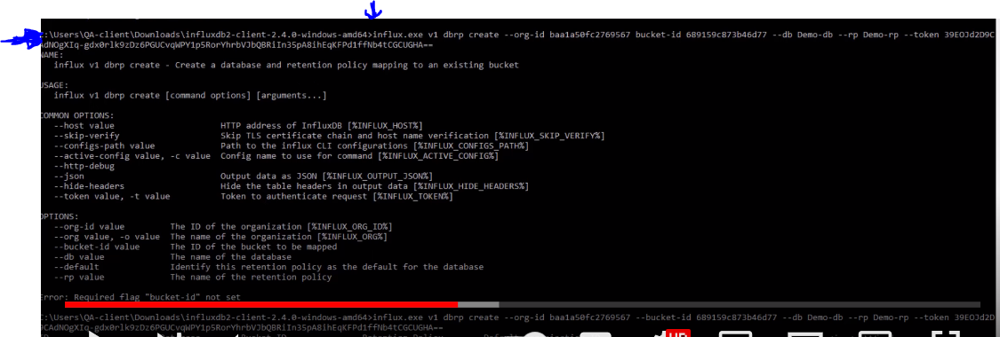 C:\Users\QA-client\Downloads\influxdb2-client-2.4.0-windows-amd64>influx.exe v1 dbrp create --org-id baa1a50fc2769567 bucket-id 689159c873b46d77 --db Demo-db --rp Demo-rp --token 39EOJd2D9C
AdNOgXIq-gdx0rlk9zDz6PGUCvqWPY1p5RorYhrbVJbQBRiIn35pA8ihEqKFPd1ffNb4tCGCUGHA==
NAME:
influx v1 dbrp create - Create a database and retention policy mapping to an existing bucket
USAGE:
influx v1 dbrp create [command options] [arguments...]
COMMON OPTIONS:
--host value HTTP address of InfluxDB [%INFLUX_HOST%]
--skip-verify Skip TLS certificate chain and host name verification [%INFLUX_SKIP_VERIFY%]
--configs-path value Path to the influx CLI configurations [%INFLUX_CONFIGS_PATH%]
--active-config value, -c value Config name to use for command [%INFLUX_ACTIVE_CONFIG%]
--http-debug
--json Output data as JSON [%INFLUX_OUTPUT_JSON%]
--hide-headers Hide the table headers in output data [%INFLUX_HIDE_HEADERS%]
--token value, -t value Token to authenticate request [%INFLUX_TOKEN%]
OPTIONS:
--org-id value The ID of the organization [%INFLUX_ORG_ID%]
--org value, -o value The name of the organization [%INFLUX_ORG%]
--bucket-id value The ID of the bucket to be mapped
--db value The name of the database
--default Identify this retention policy as the default for the database
--rp value The name of the retention policy
Error: Required flag "bucket-id" not set
C:\Users\QA-client\Downloads\influxdb2-client-2.4.0-windows-amd64>influx.exe v1 dbrp create --org-id baa1a50fc2769567 --bucket-id 689159c873b46d77 --db Demo-db --rp Demo-rp --token 39EOJd2D
9CAdNOgXIq-gdx0rlk9zDz6PGUCvqWPY1p5RorYhrbVJbQBRiIn35pA8ihEqKFPd1ffNb4tCGCUGHA==
HD